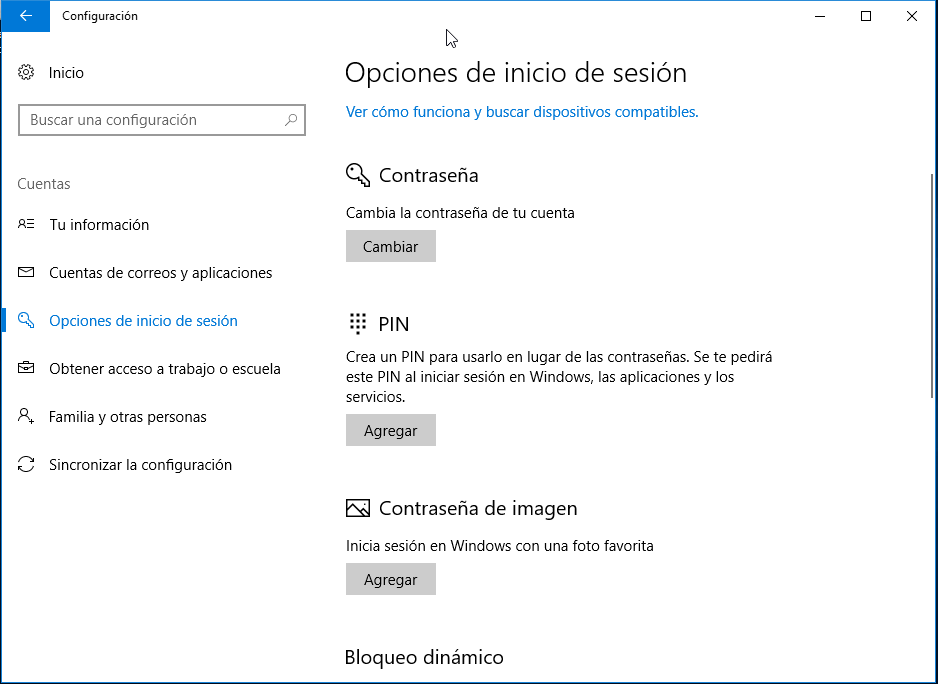 Configuración
Inicio
Buscar una configuración
Cuentas
Tu información
Cuentas de correos y aplicaciones
Opciones de inicio de sesión
Obtener acceso a trabajo o escuela
Familia y otras personas
Sincronizar la configuración
Opciones de inicio de sesión
Ver cómo funciona y buscar dispositivos compatibles.
Contraseña
Cambia la contraseña de tu cuenta
Cambiar
PIN
Crea un PIN para usarlo en lugar de las contraseñas. Se te pedirá
este PIN al iniciar sesión en Windows, las aplicaciones y los
servicios.
Agregar
Contraseña de imagen
Inicia sesión en Windows con una foto favorita
Agregar
Bloqueo dinámico